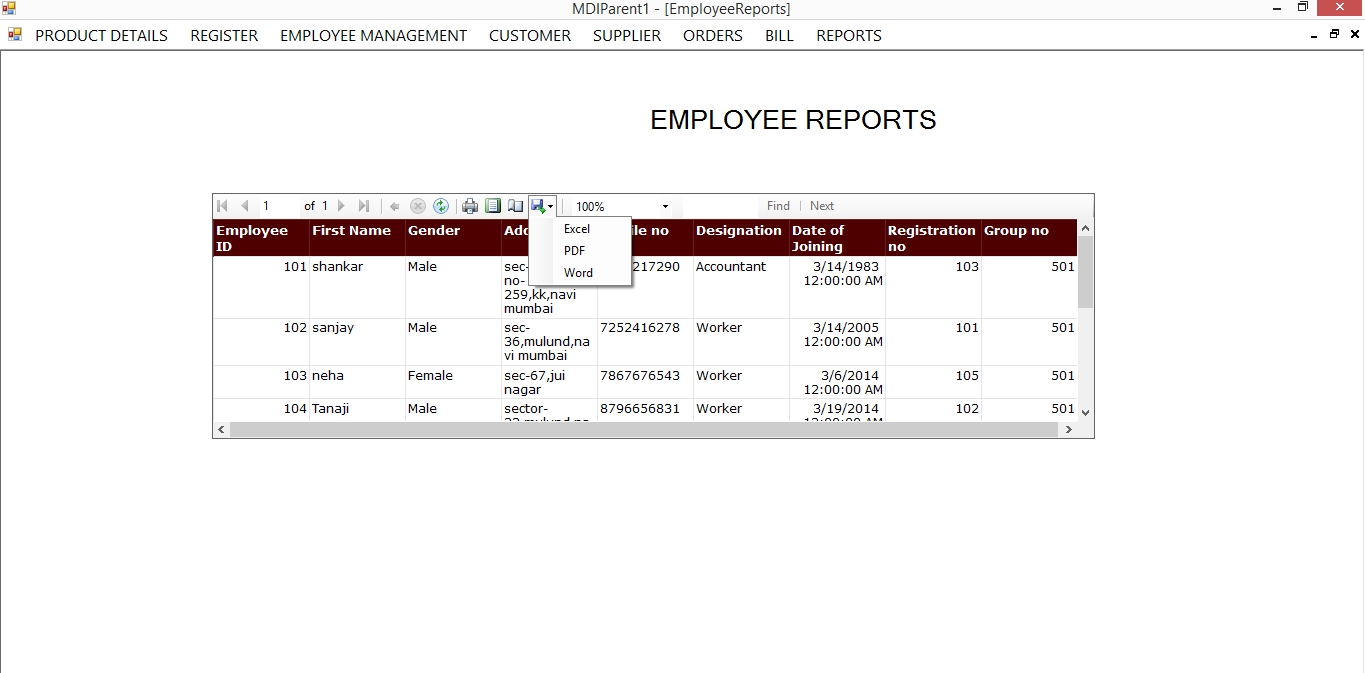 MDIParent1 - [EmployeeReports]
PRODUCT DETAILS REGISTER EMPLOYEE MANAGEMENT CUSTOMER SUPPLIER ORDERS BILL REPORTS
EMPLOYEE REPORTS
1 of 1 100% Find Next
Excel
PDF
Word
Employee ID First Name Gender Designation Date of Joining Registration no Group no
101 shankar Male sec-
no-
259,kk,navi
mumbai
217290 Accountant 3/14/1983
12:00:00 AM
103 501
102 sanjay Male sec-
36,mulund,na
vi mumbai
7252416278 Worker 3/14/2005
12:00:00 AM
101 501
103 neha Female sec-67,jui
nagar
7867676543 Worker 3/6/2014
12:00:00 AM
105 501
104 Tanaji Male sector-
8796656831 Worker 3/19/2014
102 501